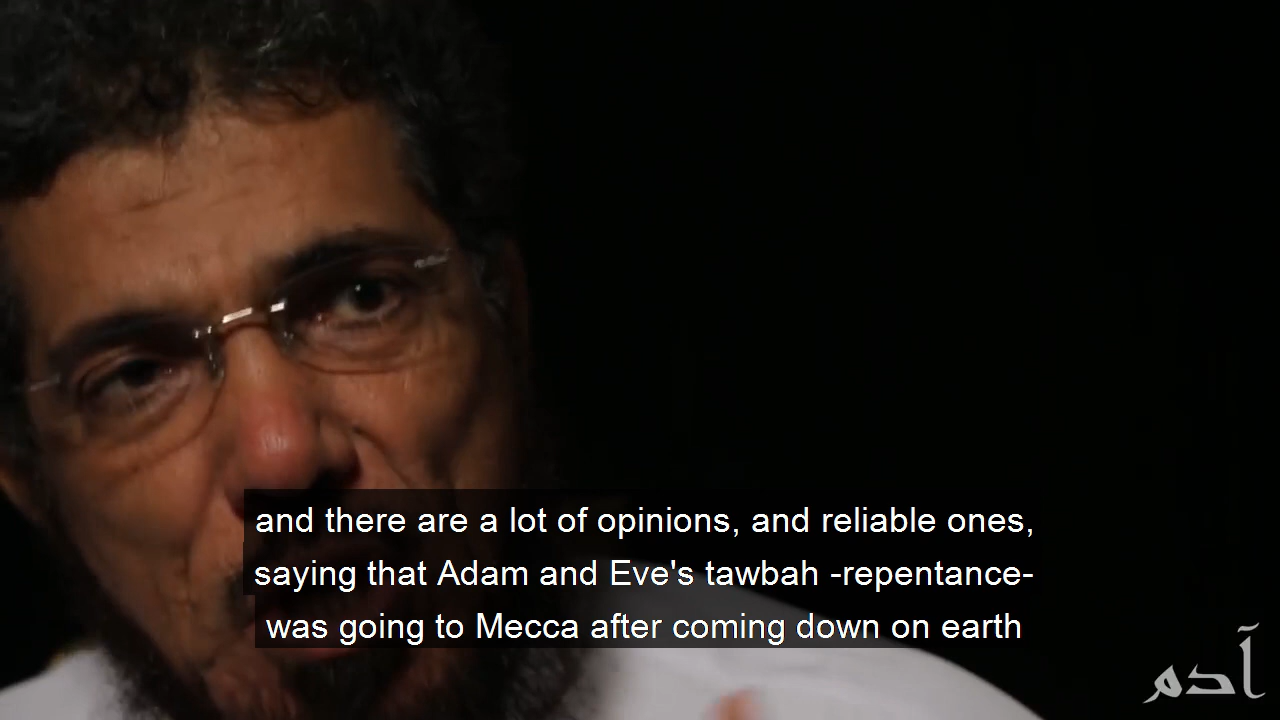 and there are a lot of opinions, and reliable ones,
saying that Adam and Eve's tawbah -repentance-
was going to Mecca after coming down on earth
آدم